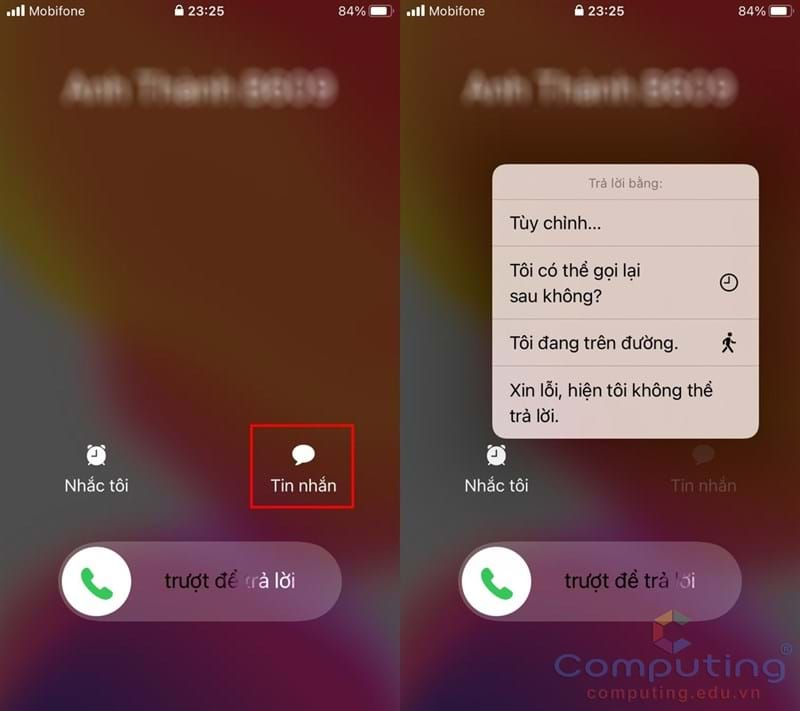 Mobifone 23:25 84%
Nhắc tôi
Tin nhắn
trượt để trả lời
Mobifone 23:25 84%
Trả lời bằng:
Tùy chỉnh...
Tôi có thể gọi lại
sau không?
Tôi đang trên đường.
Xin lỗi, hiện tôi không thể
trả lời.
Nhắc tôi
Tin nhắn
trượt để trả lời
Computing®
computing.edu.vn